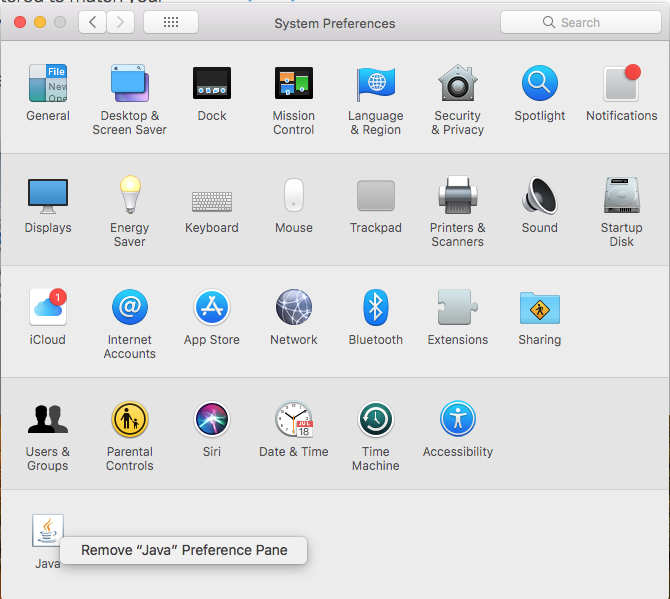 tered to match your
System Preferences
Search
File
New
Ope
General
Desktop &
Screen Saver
Dock
Mission
Control
Language
& Region
Security
& Privacy
Spotlight
Notifications
Displays
Energy
Saver
Keyboard
Mouse
Trackpad
Printers &
Scanners
Sound
Startup
Disk
1
iCloud
@
Internet
Accounts
App Store
Network
Bluetooth
Extensions
Sharing
Users &
Groups
Parental
Controls
Siri
JUL
18
Date & Time
Time
Machine
Accessibility
Java
Remove “Java” Preference Pane